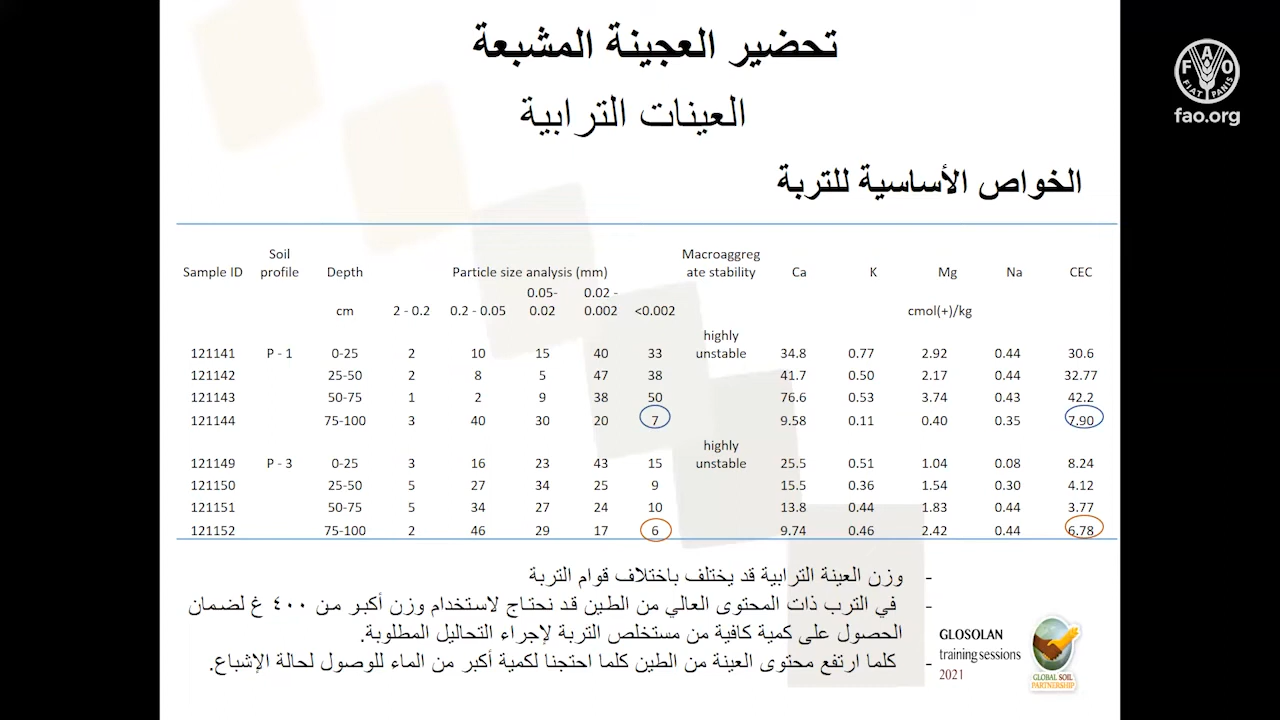 تحضير العجينة المشبعة
العينات الترابية
الخواص الأساسية للتربة
FAO
FIAT PANIS
fao.org
Sample ID Soil profile Depth Particle size analysis (mm) Macroaggreg ate stability Ca K Mg Na CEC
cm 2 - 0.2 0.2 - 0.05 0.05-0.02 0.02 - 0.002 <0.002 cmol(+)/kg
121141 P - 1 0-25 2 10 15 40 33 highly unstable 34.8 0.77 2.92 0.44 30.6
121142 25-50 2 8 5 47 38 41.7 0.50 2.17 0.44 32.77
121143 50-75 1 2 9 38 50 76.6 0.53 3.74 0.43 42.2
121144 75-100 3 40 30 20 7 9.58 0.11 0.40 0.35 7.90
121149 P - 3 0-25 3 16 23 43 15 highly unstable 25.5 0.51 1.04 0.08 8.24
121150 25-50 5 27 34 25 9 15.5 0.36 1.54 0.30 4.12
121151 50-75 5 34 27 24 10 13.8 0.44 1.83 0.44 3.77
121152 75-100 2 46 29 17 6 9.74 0.46 2.42 0.44 6.78
- وزن العينة الترابية قد يختلف باختلاف قوام التربة
- في الترب ذات المحتوى العالي من الطين قد نحتاج لاستخدام وزن أكبر من ٤٠٠ غ لضمان
الحصول على كمية كافية من مستخلص التربة لإجراء التحاليل المطلوبة.
- كلما ارتفع محتوى العينة من الطين كلما احتجنا لكمية أكبر من الماء للوصول لحالة الإشباع.
GLOSOLAN
training sessions
2021
GLOBAL SOIL
PARTNERSHIP